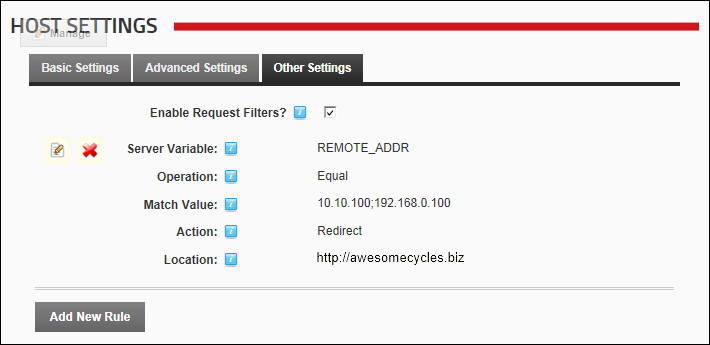 HOST SETTINGS
Manage
Basic Settings Advanced Settings Other Settings
Enable Request Filters?
Server Variable: REMOTE_ADDR
Operation: Equal
Match Value: 10.10.100;192.168.0.100
Action: Redirect
Location: http://awesomecycles.biz
Add New Rule